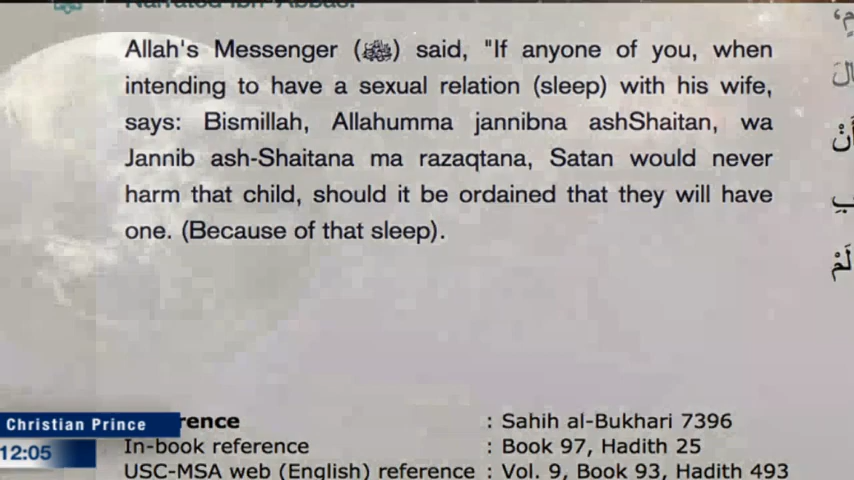 Narrated Ibn 'Abbas:
Allah's Messenger (ﷺ) said, "If anyone of you, when
intending to have a sexual relation (sleep) with his wife,
says: Bismillah, Allahumma jannibna ashShaitan, wa
Jannib ash-Shaitana ma razaqtana, Satan would never
harm that child, should it be ordained that they will have
one. (Because of that sleep).
أَنْ
لَمْ
rence : Sahih al-Bukhari 7396
Christian Prince
In-book reference : Book 97, Hadith 25
12:05
USC-MSA web (English) reference : Vol. 9, Book 93, Hadith 493